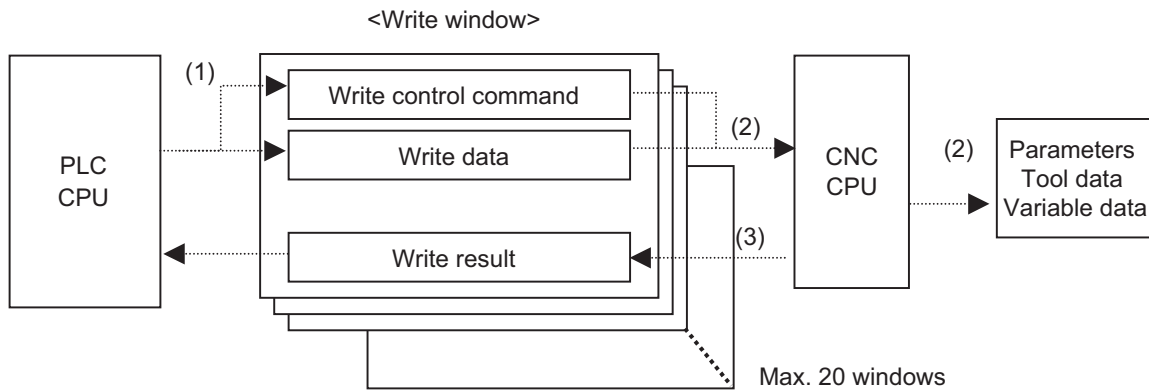 <Write window>
(1)
Write control command
(2)
Write data
PLC
CPU
CNC
CPU
(2)
Parameters
Tool data
Variable data
(3)
Write result
Max. 20 windows